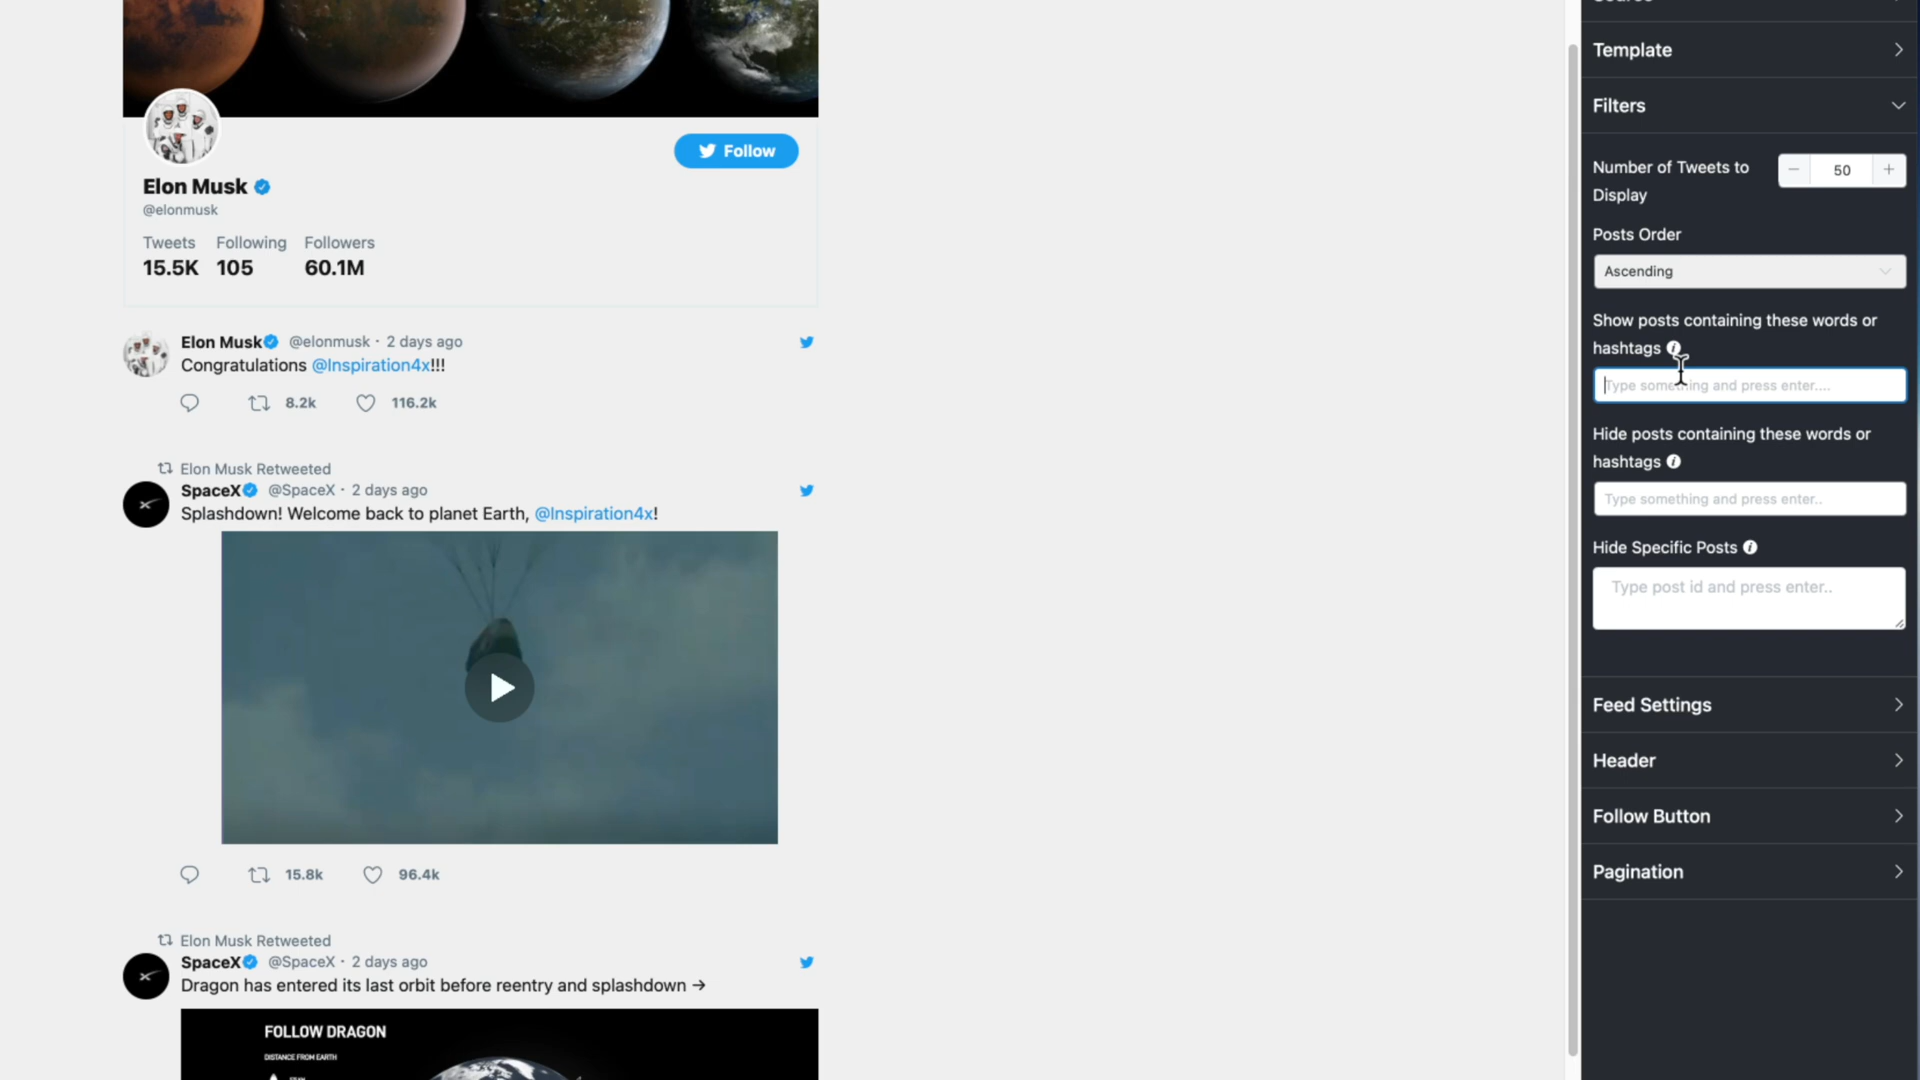 Elon Musk
@elonmusk
Tweets Following Followers
15.5K 105 60.1M
Follow
Elon Musk @elonmusk · 2 days ago
Congratulations @Inspiration4x!!!
8.2k 116.2k
Elon Musk Retweeted
SpaceX @SpaceX · 2 days ago
Splashdown! Welcome back to planet Earth, @Inspiration4x!
15.8k 96.4k
Elon Musk Retweeted
SpaceX @SpaceX · 2 days ago
Dragon has entered its last orbit before reentry and splashdown →
FOLLOW DRAGON
DISTANCE FROM EARTH
Template
Filters
Number of Tweets to
Display
50
Posts Order
Ascending
Show posts containing these words or
hashtags
Type something and press enter....
Hide posts containing these words or
hashtags
Type something and press enter..
Hide Specific Posts
Type post id and press enter..
Feed Settings
Header
Follow Button
Pagination